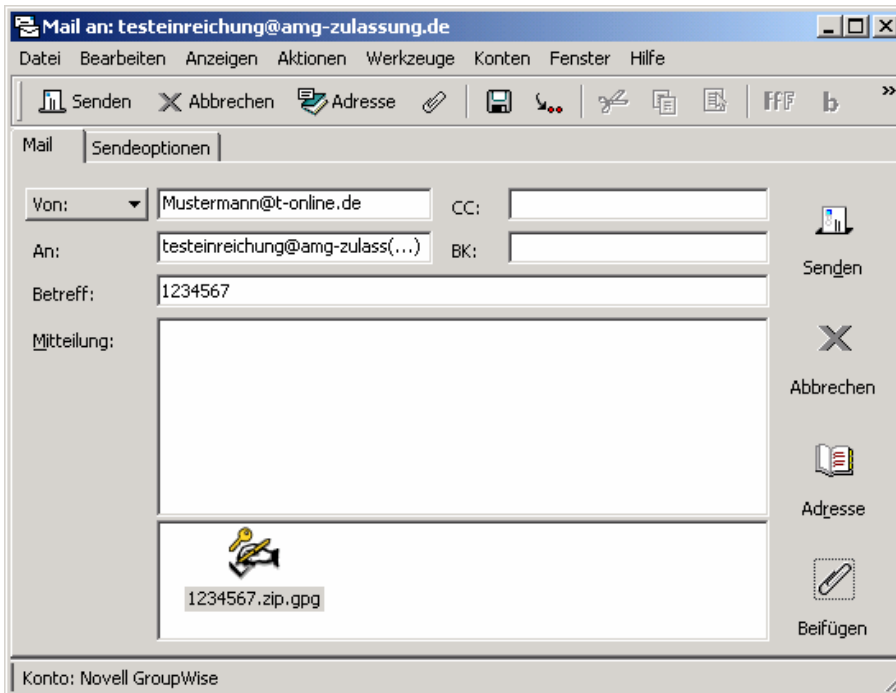 Mail an: testeinreichung@amg-zulassung.de
Datei Bearbeiten Anzeigen Aktionen Werkzeuge Konten Fenster Hilfe
Senden Abbrechen Adresse FfF b »
Mail Sendeoptionen
Von: Mustermann@t-online.de CC:
An: testeinreichung@amg-zulass(...) BK:
Senden
Betreff: 1234567
Mitteilung:
Abbrechen
Adresse
1234567.zip.gpg
Beifügen
Konto: Novell GroupWise